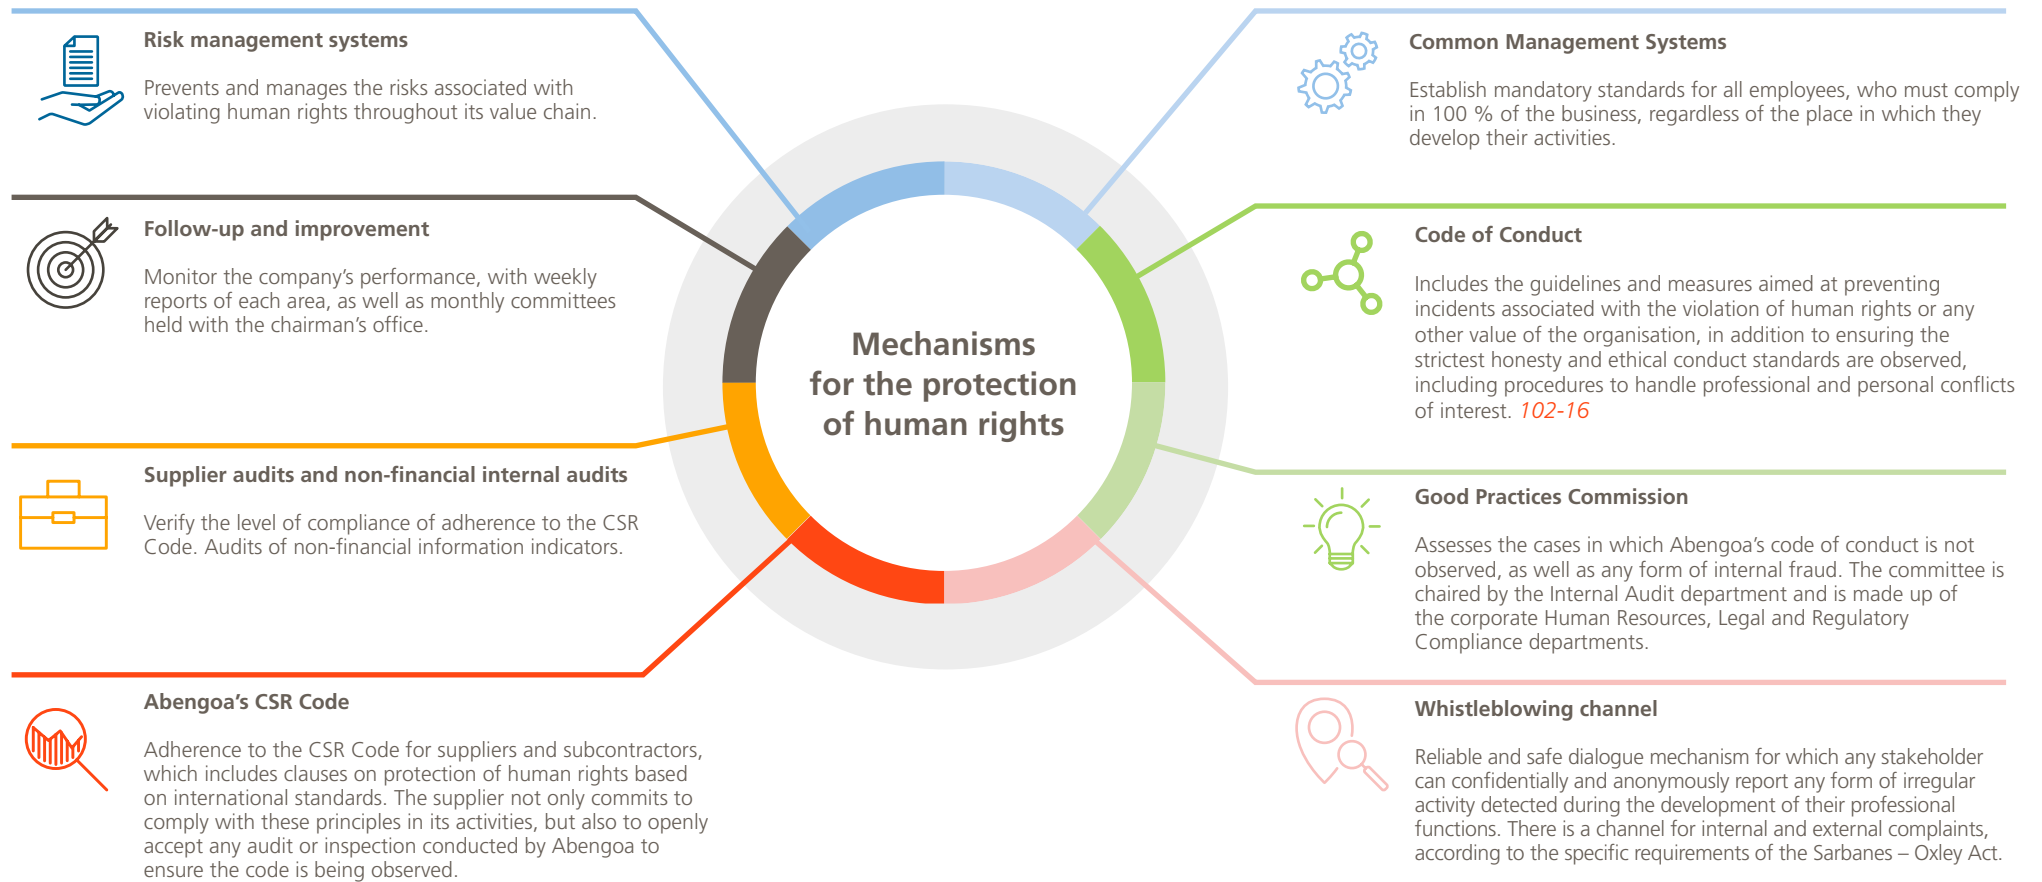 Risk management systems
Prevents and manages the risks associated with
violating human rights throughout its value chain.
Follow-up and improvement
Monitor the company’s performance, with weekly
reports of each area, as well as monthly committees
held with the chairman’s office.
Supplier audits and non-financial internal audits
Verify the level of compliance of adherence to the CSR
Code. Audits of non-financial information indicators.
Abengoa’s CSR Code
Adherence to the CSR Code for suppliers and subcontractors,
which includes clauses on protection of human rights based
on international standards. The supplier not only commits to
comply with these principles in its activities, but also to openly
accept any audit or inspection conducted by Abengoa to
ensure the code is being observed.
Mechanisms
for the protection
of human rights
Common Management Systems
Establish mandatory standards for all employees, who must comply
in 100 % of the business, regardless of the place in which they
develop their activities.
Code of Conduct
Includes the guidelines and measures aimed at preventing
incidents associated with the violation of human rights or any
other value of the organisation, in addition to ensuring the
strictest honesty and ethical conduct standards are observed,
including procedures to handle professional and personal conflicts
of interest. 102-16
Good Practices Commission
Assesses the cases in which Abengoa’s code of conduct is not
observed, as well as any form of internal fraud. The committee is
chaired by the Internal Audit department and is made up of
the corporate Human Resources, Legal and Regulatory
Compliance departments.
Whistleblowing channel
Reliable and safe dialogue mechanism for which any stakeholder
can confidentially and anonymously report any form of irregular
activity detected during the development of their professional
functions. There is a channel for internal and external complaints,
according to the specific requirements of the Sarbanes – Oxley Act.